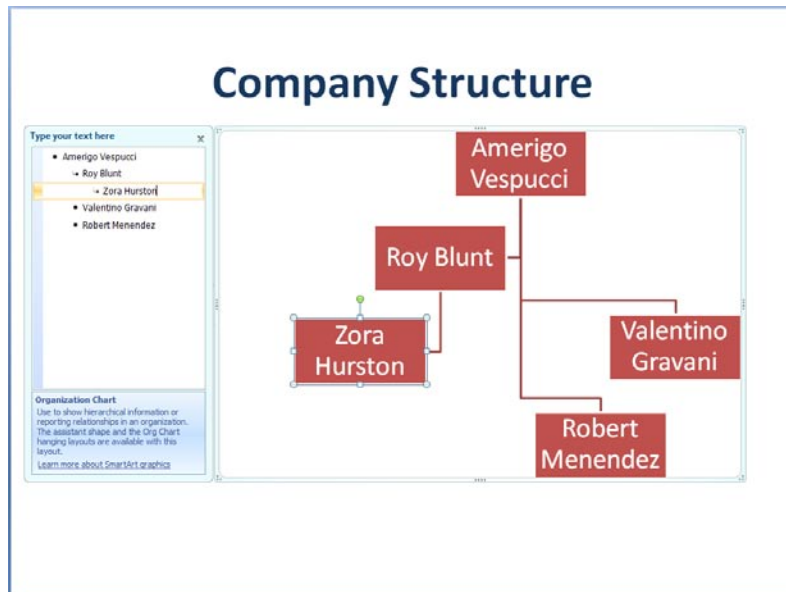 Company Structure
Type your text here
Amerigo Vespucci
Roy Blunt
Zora Hurston
Valentino Gravani
Robert Menendez
Organization Chart
Use to show hierarchical information or
reporting relationships in an organization.
The assistant shape and the Org Chart
hanging layouts are available with this
layout.
Learn more about SmartArt graphics
Amerigo
Vespucci
Roy Blunt
Zora
Hurston
Valentino
Gravani
Robert
Menendez